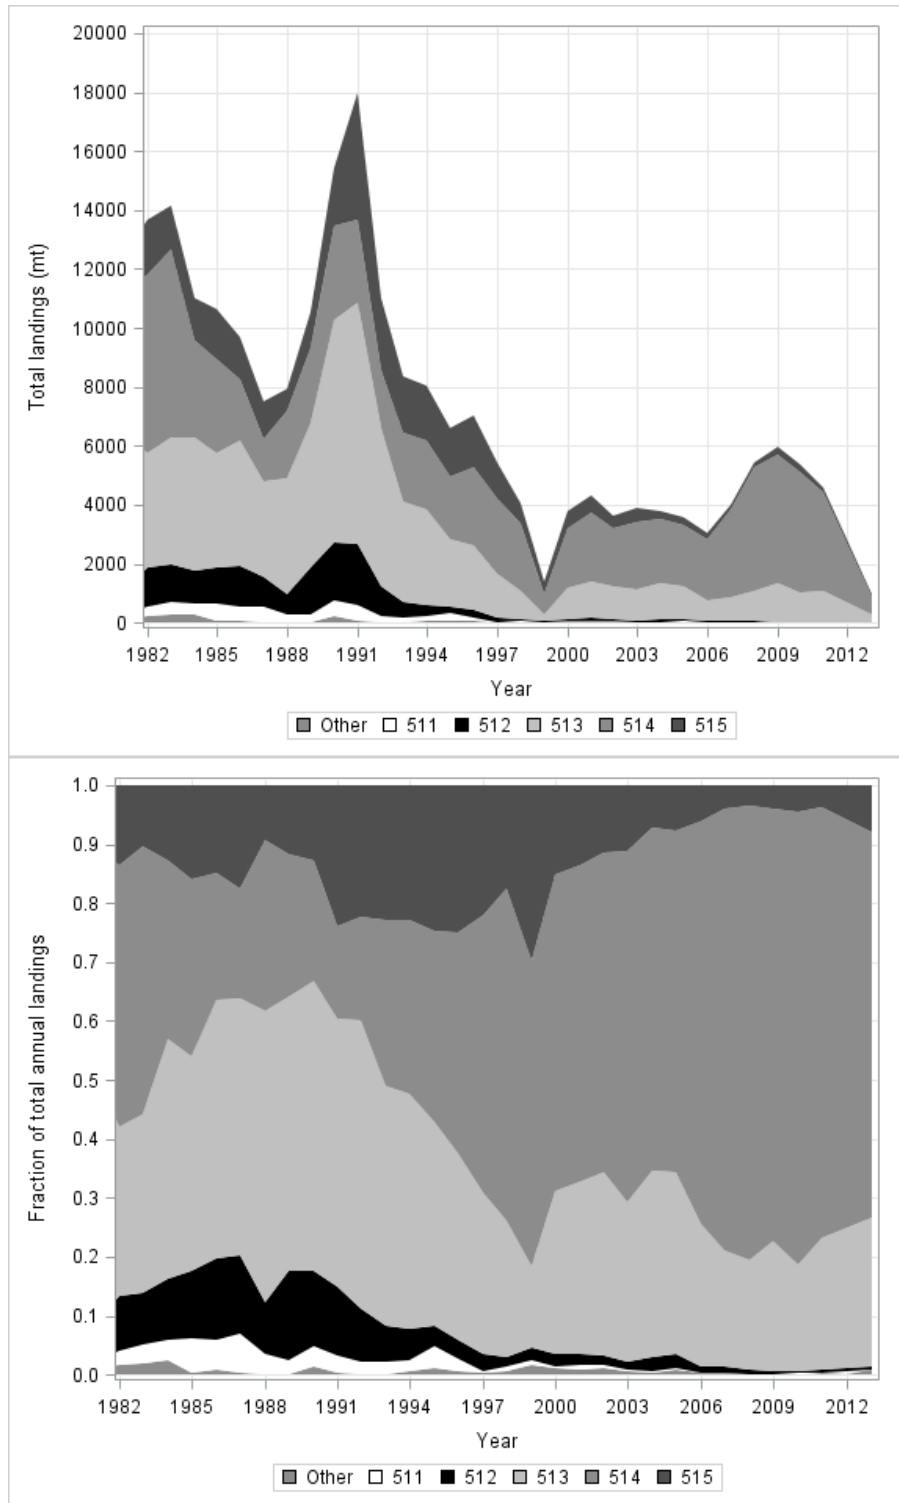 20000
18000
16000
14000
12000
10000
8000
6000
4000
2000
0
Total landings (mt)
1982 1985 1988 1991 1994 1997 2000 2003 2006 2009 2012
Year
Other 511 512 513 514 515
1.0
0.9
0.8
0.7
0.6
0.5
0.4
0.3
0.2
0.1
0.0
Fraction of total annual landings
1982 1985 1988 1991 1994 1997 2000 2003 2006 2009 2012
Year
Other 511 512 513 514 515